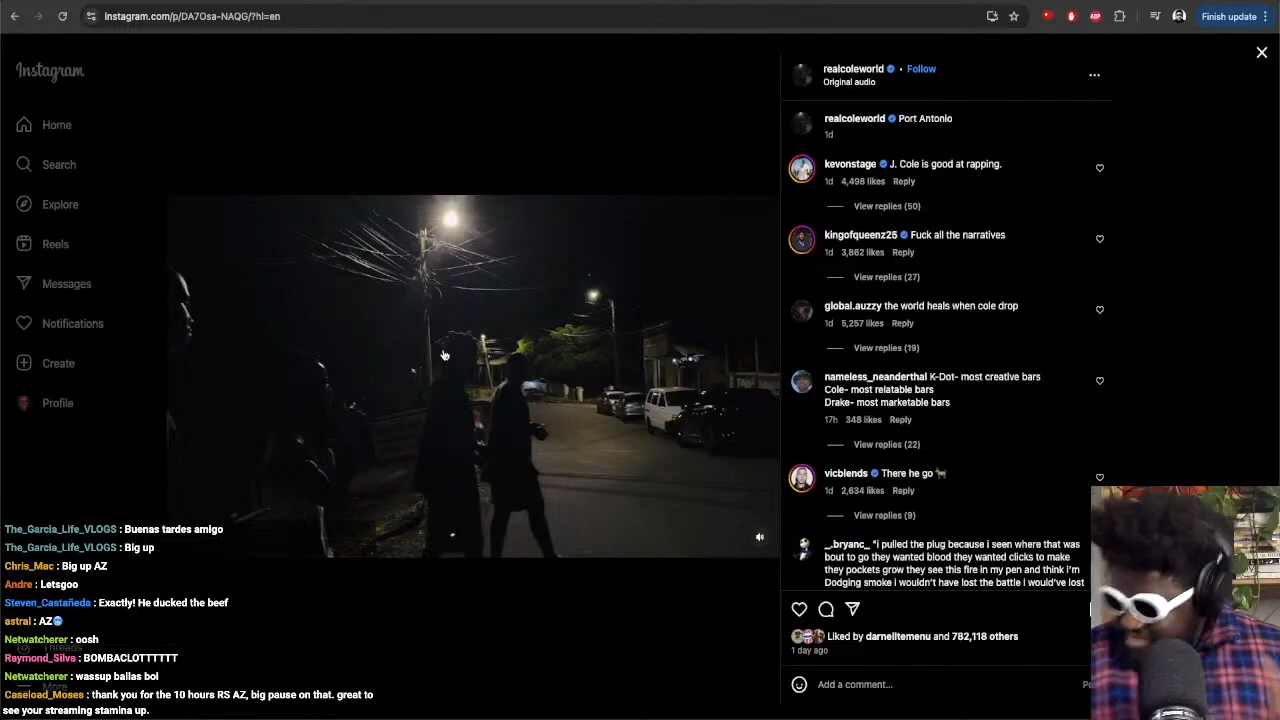 instagram.com/p/DA7Osa-NAQG/?hl=en
ABP
Finish update
Instagram
Home
Search
Explore
Reels
Messages
Notifications
Create
Profile
Threads
More
realcoleworld • Follow
Original audio
realcoleworld Port Antonio
1d
kevonstage J. Cole is good at rapping.
1d 4,498 likes Reply
View replies (50)
kingofqueenz25 Fuck all the narratives
1d 3,862 likes Reply
View replies (27)
global.auzzy the world heals when cole drop
1d 5,257 likes Reply
View replies (19)
nameless_neanderthal K-Dot- most creative bars
Cole- most relatable bars
Drake- most marketable bars
17h 348 likes Reply
View replies (22)
vicblends There he go 🐐
1d 2,634 likes Reply
View replies (9)
_.bryanc_ "i pulled the plug because i seen where that was
bout to go they wanted blood they wanted clicks to
make they pockets grow they see this fire in my pen and think i'm
Dodging smoke i wouldn't have lost the battle i would've lost
Liked by darnelltemenu and 782,118 others
1 day ago
Add a comment...
The_Garcia_Life_VLOGS : Buenas tardes amigo
The_Garcia_Life_VLOGS : Big up
Chris_Mac : Big up AZ
Andre : Letsgoo
Steven_Castañeda : Exactly! He ducked the beef
astral : AZ
Netwatcherer : oosh
Raymond_Silva : BOMBACLOTTTTTT
Netwatcherer : wassup ballas boi
Caseload_Moses : thank you for the 10 hours RS AZ, big pause on that. great to
see your streaming stamina up.